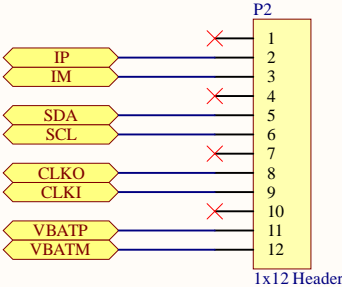 P2
1
IP 2
IM 3
4
SDA 5
SCL 6
7
CLKO 8
CLKI 9
10
VBATP 11
VBATM 12
1x12 Header